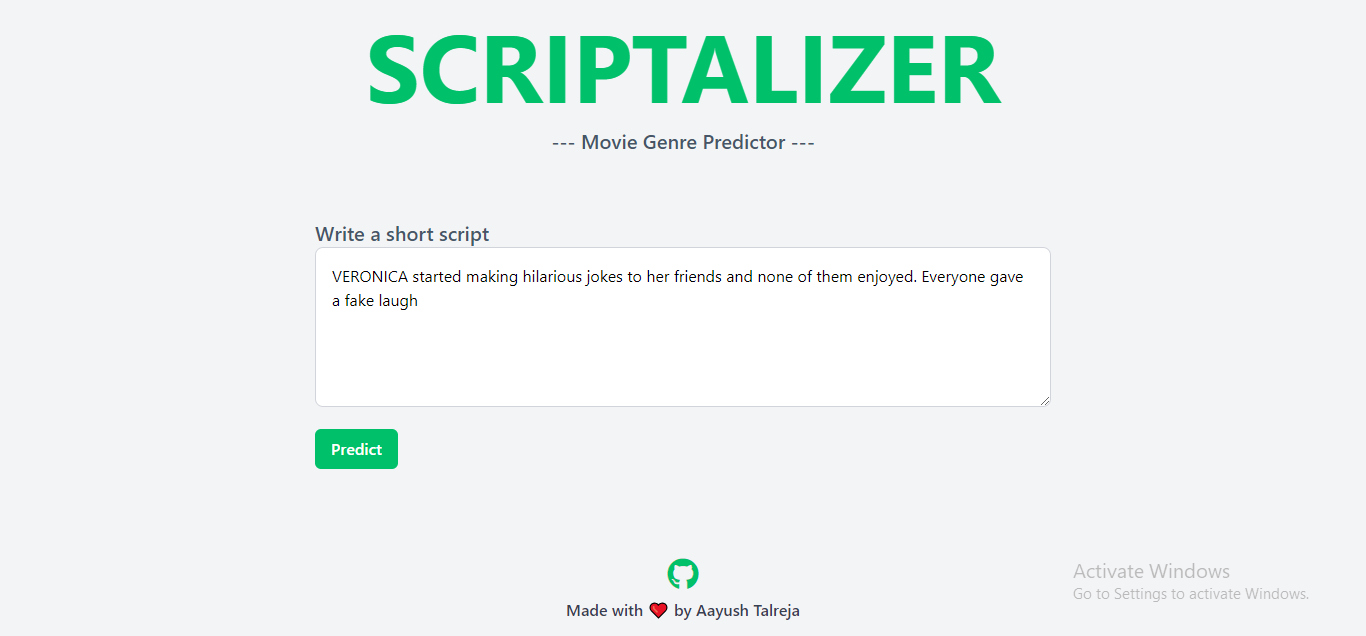 SCRIPTALIZER
--- Movie Genre Predictor ---
Write a short script
VERONICA started making hilarious jokes to her friends and none of them enjoyed. Everyone gave
a fake laugh
Predict
Activate Windows
Go to Settings to activate Windows.
Made with ❤ by Aayush Talreja